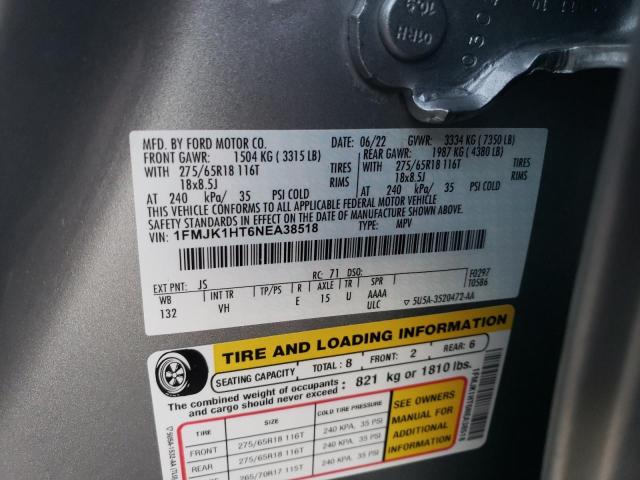 MFD. BY FORD MOTOR CO.
DATE: 06/22 GVWR: 3334 KG (7350 LB)
FRONT GAWR: 1504 KG (3315 LB) REAR GAWR: 1987 KG (4380 LB)
WITH 275/65R18 116T TIRES WITH 275/65R18 116T TIRES
18x8.5J RIMS 18x8.5J RIMS
AT 240 kPa/ 35 PSI COLD AT 240 kPa/ 35 PSI COLD
THIS VEHICLE CONFORMS TO ALL APPLICABLE FEDERAL MOTOR VEHICLE
SAFETY STANDARDS IN EFFECT ON THE DATE OF MANUFACTURE SHOWN ABOVE.
VIN: 1FMJK1HT6NEA38518 TYPE: MPV
EXT PNT: JS RC: 71 DSO: F0297
WB INT TR TP/PS R AXLE TR SPR T0586
132 VH E 15 U AAAA
ULC ▽ 5U5A-3520472-AA
TIRE AND LOADING INFORMATION
SEATING CAPACITY TOTAL: 8 FRONT: 2 REAR: 6
The combined weight of occupants and cargo should never exceed: 821 kg or 1810 lbs.
TIRE SIZE COLD TIRE PRESSURE
FRONT 275/65R18 116T 240 KPA, 35 PSI
REAR 275/65R18 116T 240 KPA, 35 PSI
265/70R17 115T
SEE OWNERS
MANUAL FOR
ADDITIONAL
INFORMATION